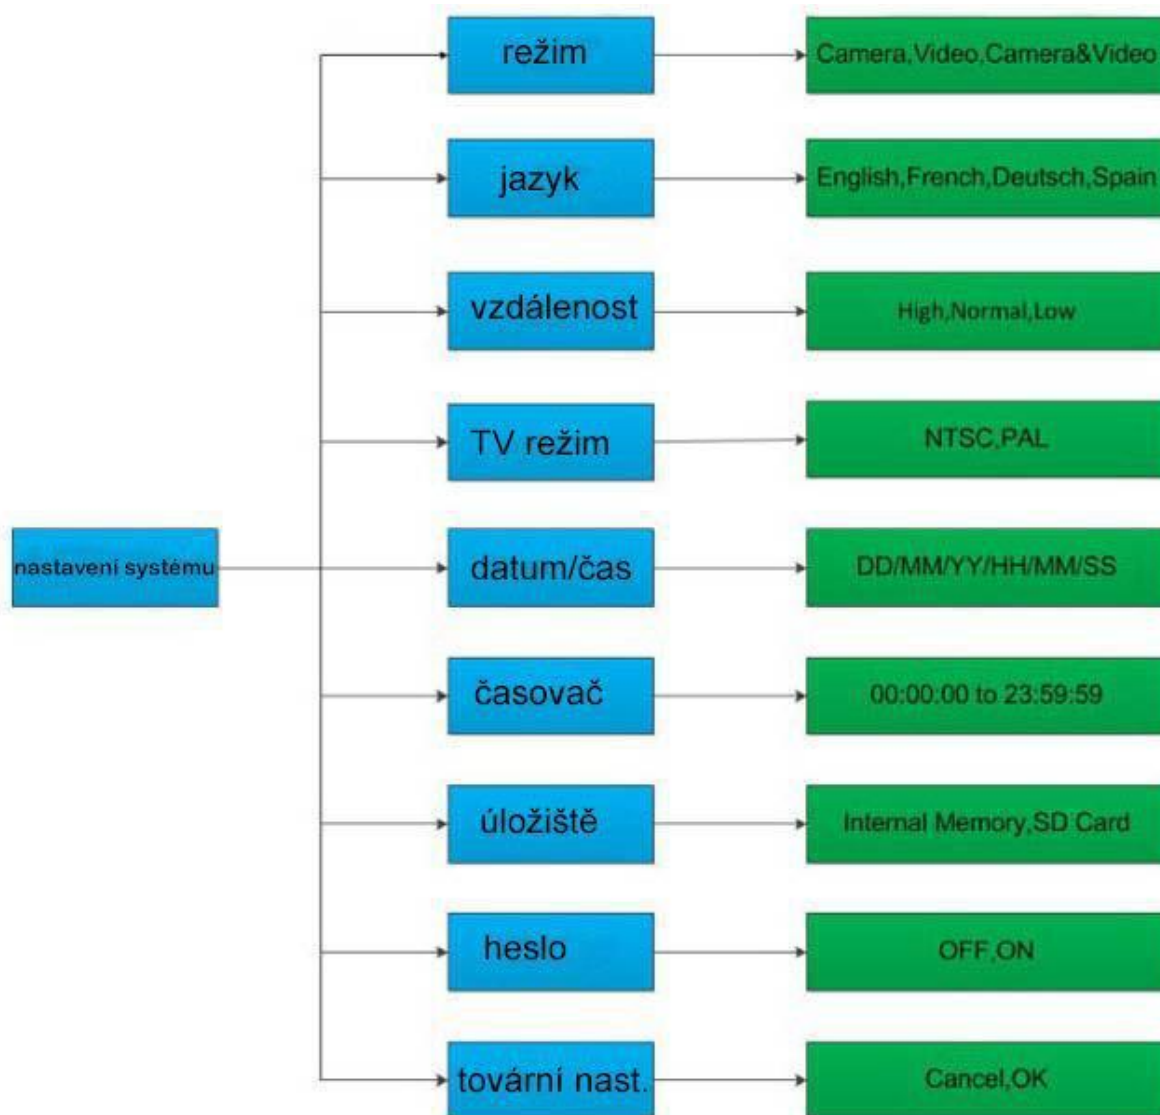 režim
Camera,Video,Camera&Video
jazyk
English,French,Deutsch,Spain
vzdálenost
High,Normal,Low
TV režim
NTSC,PAL
nastavení systému
datum/čas
DD/MM/YY/HH/MM/SS
časovač
00:00:00 to 23:59:59
úložiště
Internal Memory,SD Card
heslo
OFF,ON
tovární nast.
Cancel,OK